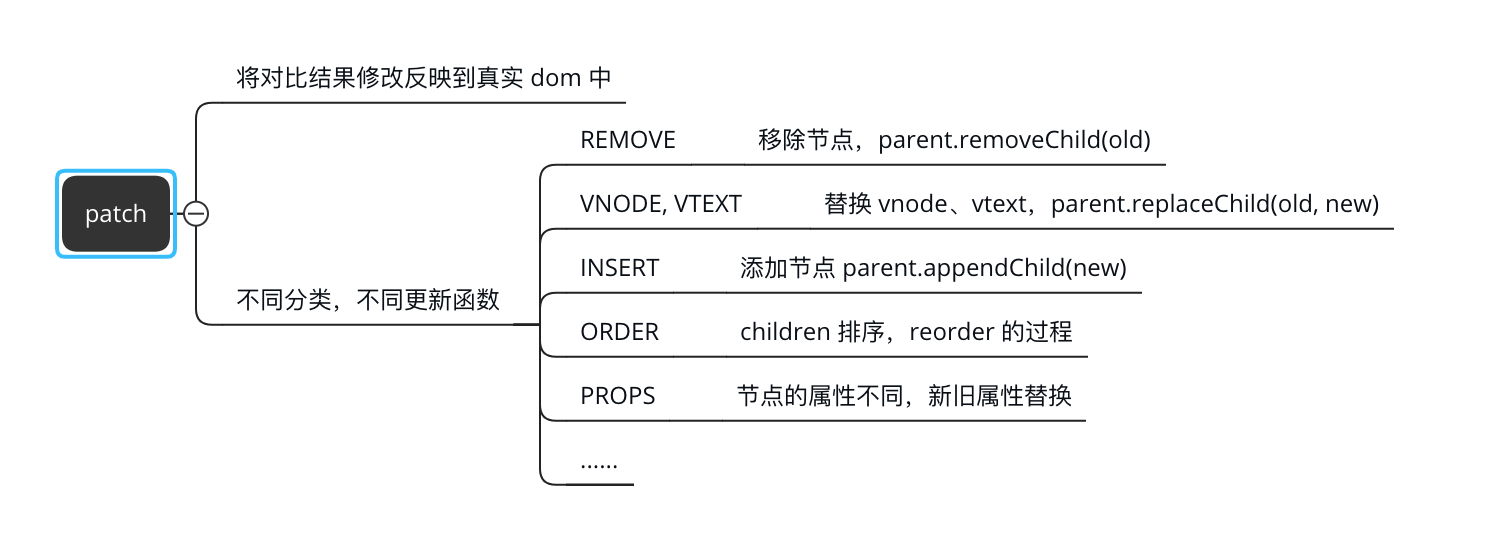 将对比结果修改反映到真实 dom 中
REMOVE 移除节点，parent.removeChild(old)
VNODE, VTEXT 替换 vnode、vtext，parent.replaceChild(old, new)
patch
INSERT 添加节点 parent.appendChild(new)
不同分类，不同更新函数
ORDER children 排序，reorder 的过程
PROPS 节点的属性不同，新旧属性替换
......